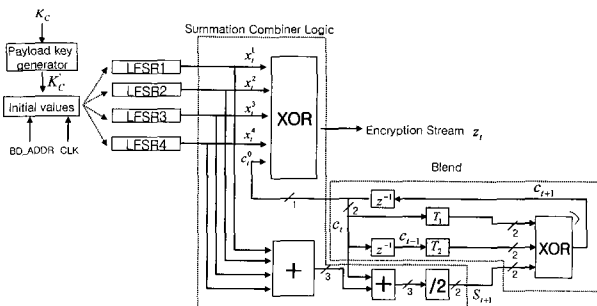 Summation Combiner Logic
K_C
Payload key
generator
K'_C
Initial values
BD_ADDR CLK
LFSR1
LFSR2
LFSR3
LFSR4
x_t^1
x_t^2
x_t^3
x_t^4
c_t^0
XOR
Encryption Stream z_t
Blend
c_{t+1}
z^{-1}
1
2
c_t
T_1
2
z^{-1}
c_{t-1}
T_2
2
XOR
+
3
+
3
/2
2
2
S_{t+1}